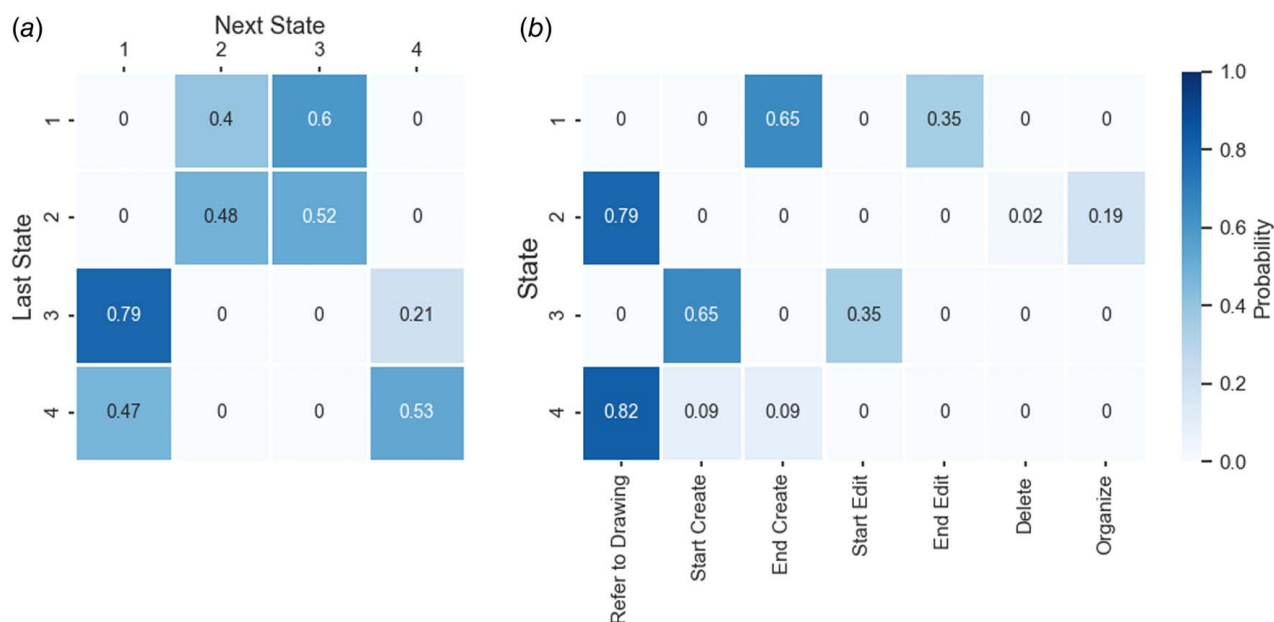 (a)
Next State
1 2 3 4
Last State
1 0 0.4 0.6 0
2 0 0.48 0.52 0
3 0.79 0 0 0.21
4 0.47 0 0 0.53
(b)
State
1 0 0 0.65 0 0.35 0 0
2 0.79 0 0 0 0 0.02 0.19
3 0 0.65 0 0.35 0 0 0
4 0.82 0.09 0.09 0 0 0 0
Refer to Drawing
Start Create
End Create
Start Edit
End Edit
Delete
Organize
1.0
0.8
0.6
0.4
0.2
0.0
Probability